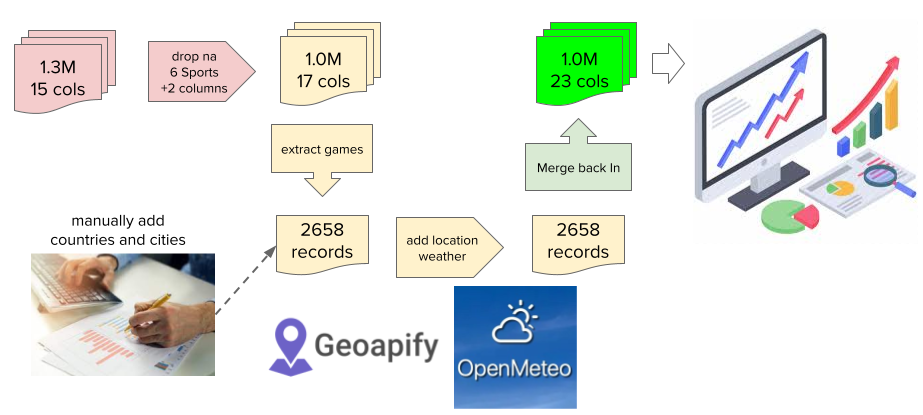 1.3M
15 cols
drop na
6 Sports
+2 columns
1.0M
17 cols
1.0M
23 cols
extract games
Merge back In
manually add
countries and cities
2658
records
add location
weather
2658
records
Geoapify
OpenMeteo